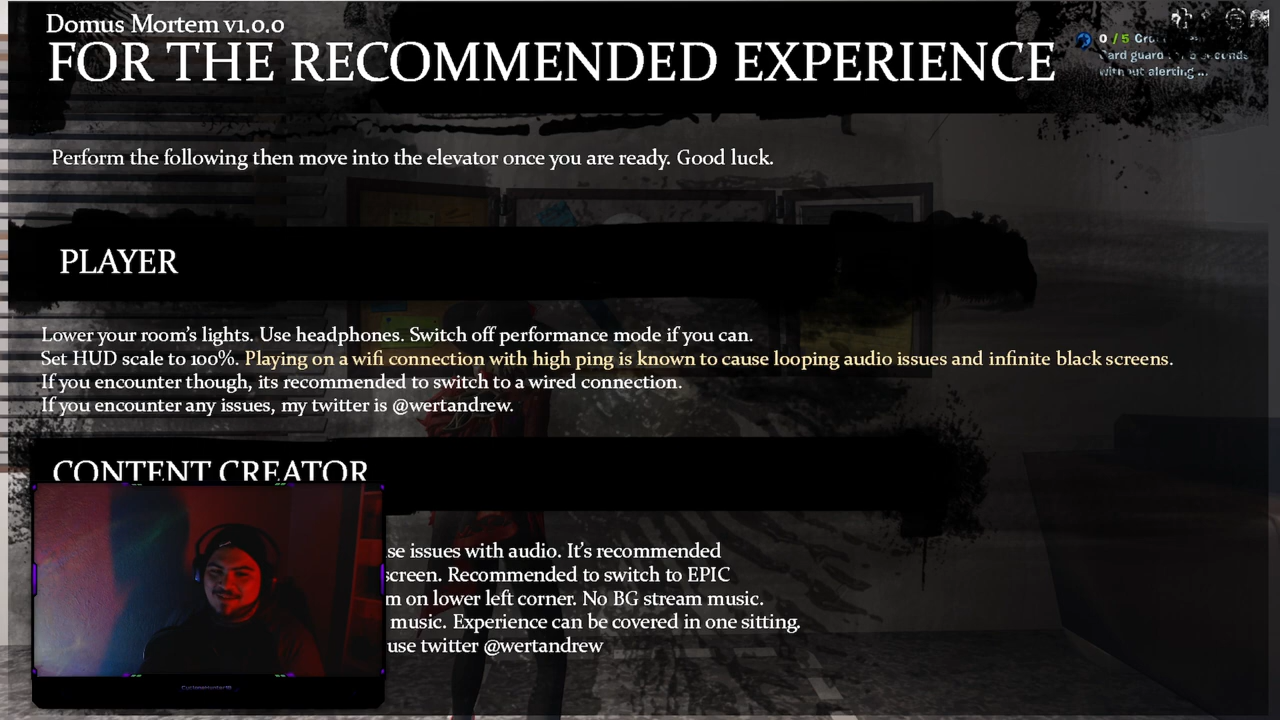 Domus Mortem v1.0.0
FOR THE RECOMMENDED EXPERIENCE
0 / 5
without alerting ...
Perform the following then move into the elevator once you are ready. Good luck.
PLAYER
Lower your room's lights. Use headphones. Switch off performance mode if you can.
Set HUD scale to 100%. Playing on a wifi connection with high ping is known to cause looping audio issues and infinite black screens.
If you encounter though, its recommended to switch to a wired connection.
If you encounter any issues, my twitter is @wertandrew.
CONTENT CREATOR
issues with audio. It's recommended
screen. Recommended to switch to EPIC
on lower left corner. No BG stream music.
music. Experience can be covered in one sitting.
use twitter @wertandrew